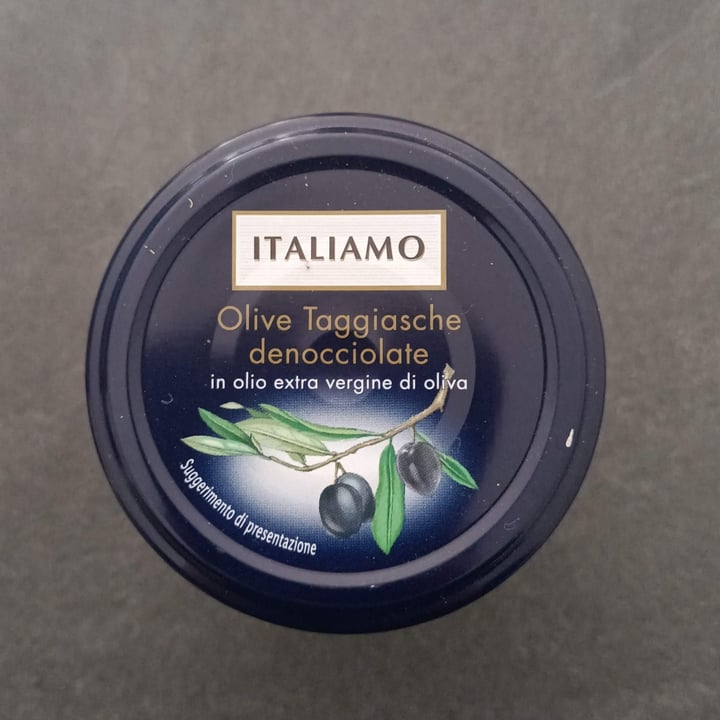 ITALIAMO
Olive Taggiasche
denocciolate
in olio extra vergine di oliva
Suggerimento di presentazione